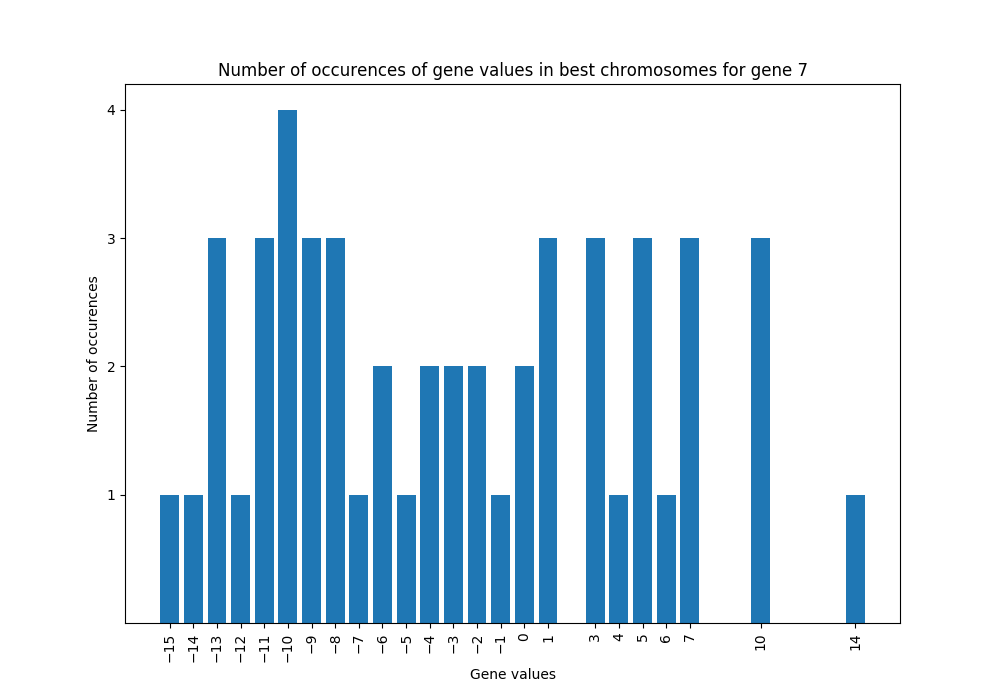 Number of occurences of gene values in best chromosomes for gene 7
4
3
2
1
Number of occurences
−15 −14 −13 −12 −11 −10 −9 −8 −7 −6 −5 −4 −3 −2 −1 0 1 3 4 5 6 7 10 14
Gene values